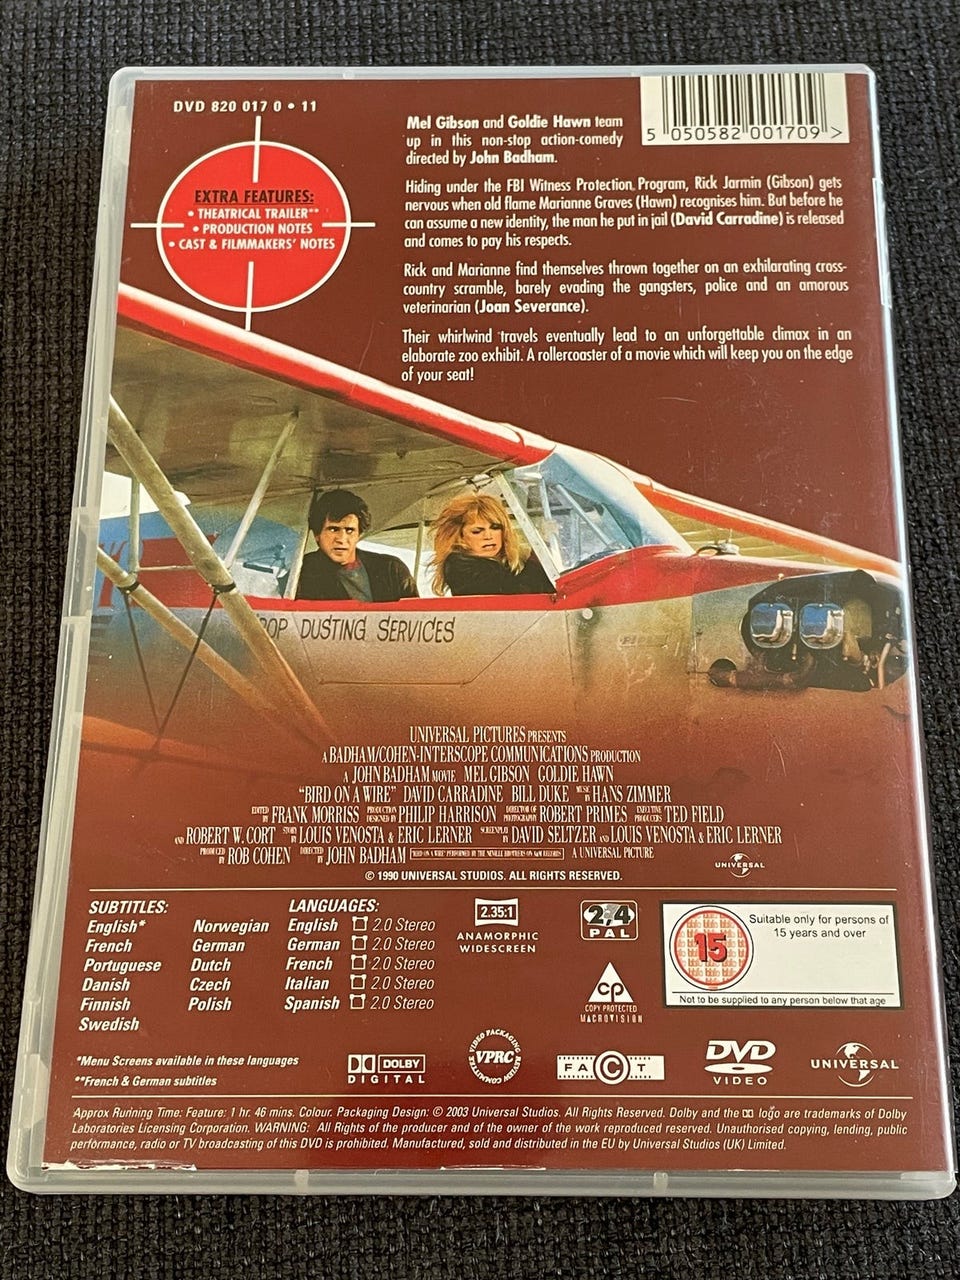 DVD 820 017 0 • 11
EXTRA FEATURES:
• THEATRICAL TRAILER**
• PRODUCTION NOTES
• CAST & FILMMAKERS' NOTES
Mel Gibson and Goldie Hawn team
up in this non-stop action-comedy
directed by John Badham.
5 050582 001709 >
Hiding under the FBI Witness Protection Program, Rick Jarmin (Gibson) gets
nervous when old flame Marianne Graves (Hawn) recognises him. But before he
can assume a new identity, the man he put in jail (David Carradine) is released
and comes to pay his respects.
Rick and Marianne find themselves thrown together on an exhilarating cross-
country scramble, barely evading the gangsters, police and an amorous
veterinarian (Joan Severance).
Their whirlwind travels eventually lead to an unforgettable climax in an
elaborate zoo exhibit. A rollercoaster of a movie which will keep you on the edge
of your seat!
ROP DUSTING SERVICES
UNIVERSAL PICTURES PRESENTS
A BADHAM/COHEN-INTERSCOPE COMMUNICATIONS PRODUCTION
A JOHN BADHAM MOVIE MEL GIBSON GOLDIE HAWN
"BIRD ON A WIRE" DAVID CARRADINE BILL DUKE MUSIC BY HANS ZIMMER
EDITED BY FRANK MORRISS PRODUCTION DESIGNED BY PHILIP HARRISON DIRECTOR OF PHOTOGRAPHY ROBERT PRIMES EXECUTIVE PRODUCERS TED FIELD
AND ROBERT W. CORT STORY BY LOUIS VENOSTA & ERIC LERNER SCREENPLAY BY DAVID SELTZER AND LOUIS VENOSTA & ERIC LERNER
PRODUCED BY ROB COHEN DIRECTED BY JOHN BADHAM "BIRD ON A WIRE" PERFORMED BY THE NEVILLE BROTHERS ON A&M RECORDS A UNIVERSAL PICTURE
UNIVERSAL
© 1990 UNIVERSAL STUDIOS. ALL RIGHTS RESERVED.
SUBTITLES:
English* Norwegian
French German
Portuguese Dutch
Danish Czech
Finnish Polish
Swedish
LANGUAGES:
English 2.0 Stereo
German 2.0 Stereo
French 2.0 Stereo
Italian 2.0 Stereo
Spanish 2.0 Stereo
2.35:1
ANAMORPHIC
WIDESCREEN
2,4
PAL
CP
COPY PROTECTED
MACROVISION
15
Suitable only for persons of
15 years and over
Not to be supplied to any person below that age
*Menu Screens available in these languages
**French & German subtitles
DOLBY
DIGITAL
VIDEO PACKAGING REVIEW COMMITTEE
VPRC
FACT
DVD
VIDEO
UNIVERSAL
Approx Running Time: Feature: 1 hr. 46 mins. Colour. Packaging Design: © 2003 Universal Studios. All Rights Reserved. Dolby and the logo are trademarks of Dolby
Laboratories Licensing Corporation. WARNING: All Rights of the producer and of the owner of the work reproduced reserved. Unauthorised copying, lending, public
performance, radio or TV broadcasting of this DVD is prohibited. Manufactured, sold and distributed in the EU by Universal Studios (UK) Limited.